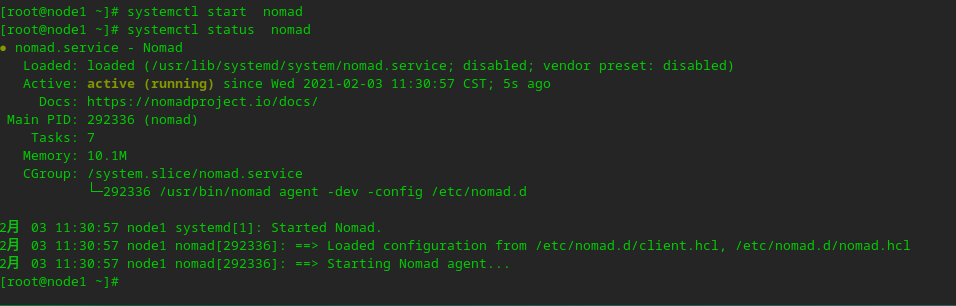 [root@node1 ~]# systemctl start  nomad
[root@node1 ~]# systemctl status  nomad
● nomad.service - Nomad
   Loaded: loaded (/usr/lib/systemd/system/nomad.service; disabled; vendor preset: disabled)
   Active: active (running) since Wed 2021-02-03 11:30:57 CST; 5s ago
     Docs: https://nomadproject.io/docs/
 Main PID: 292336 (nomad)
    Tasks: 7
   Memory: 10.1M
   CGroup: /system.slice/nomad.service
           └─292336 /usr/bin/nomad agent -dev -config /etc/nomad.d
2月 03 11:30:57 node1 systemd[1]: Started Nomad.
2月 03 11:30:57 node1 nomad[292336]: ==> Loaded configuration from /etc/nomad.d/client.hcl, /etc/nomad.d/nomad.hcl
2月 03 11:30:57 node1 nomad[292336]: ==> Starting Nomad agent...
[root@node1 ~]#